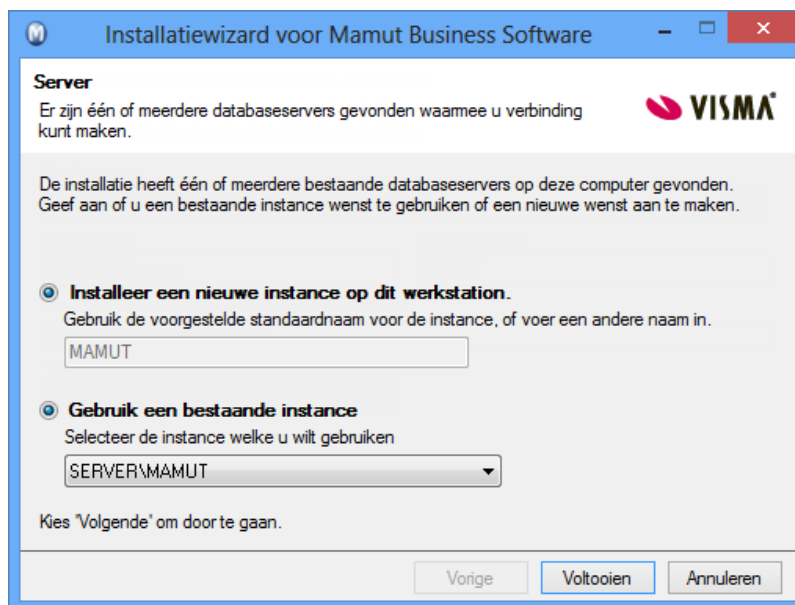 Installatiewizard voor Mamut Business Software
Server
Er zijn één of meerdere databaseservers gevonden waarmee u verbinding
kunt maken.
VISMA
De installatie heeft één of meerdere bestaande databaseservers op deze computer gevonden.
Geef aan of u een bestaande instance wenst te gebruiken of een nieuwe wenst aan te maken.
Installeer een nieuwe instance op dit werkstation.
Gebruik de voorgestelde standaardnaam voor de instance, of voer een andere naam in.
MAMUT
Gebruik een bestaande instance
Selecteer de instance welke u wilt gebruiken
SERVER\MAMUT
Kies 'Volgende' om door te gaan.
Vorige
Voltooien
Annuleren